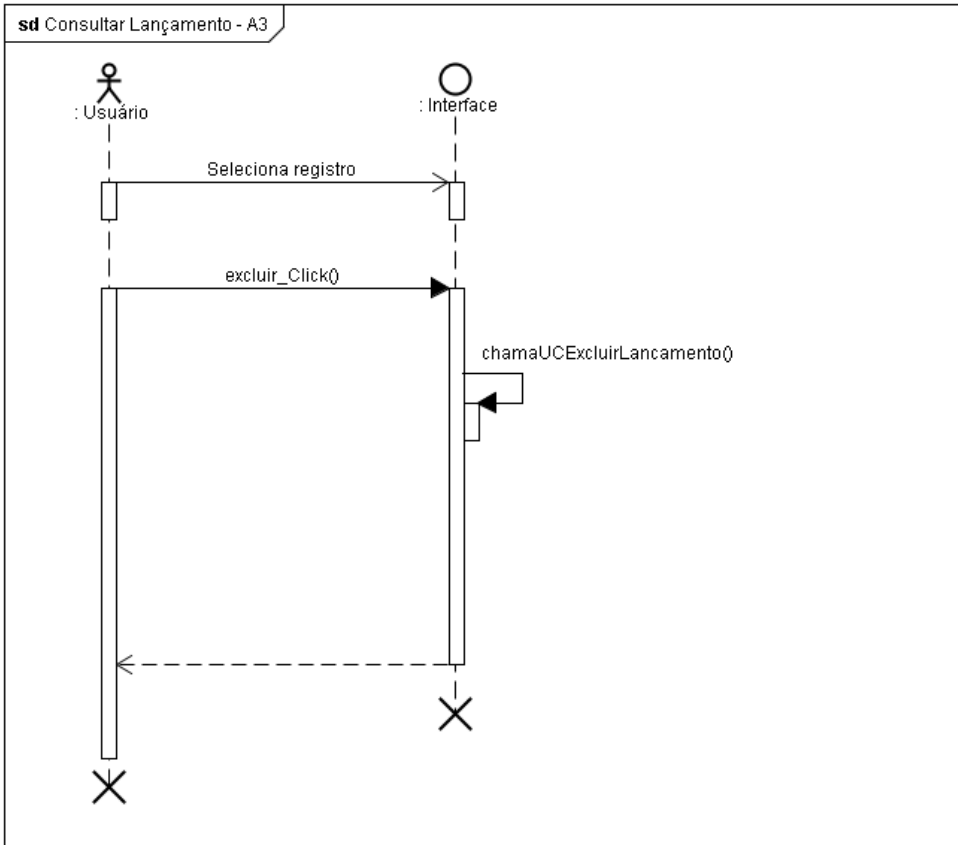 sd Consultar Lançamento - A3
: Usuário
: Interface
Seleciona registro
excluir_Click()
chamaUCExcluirLancamento()